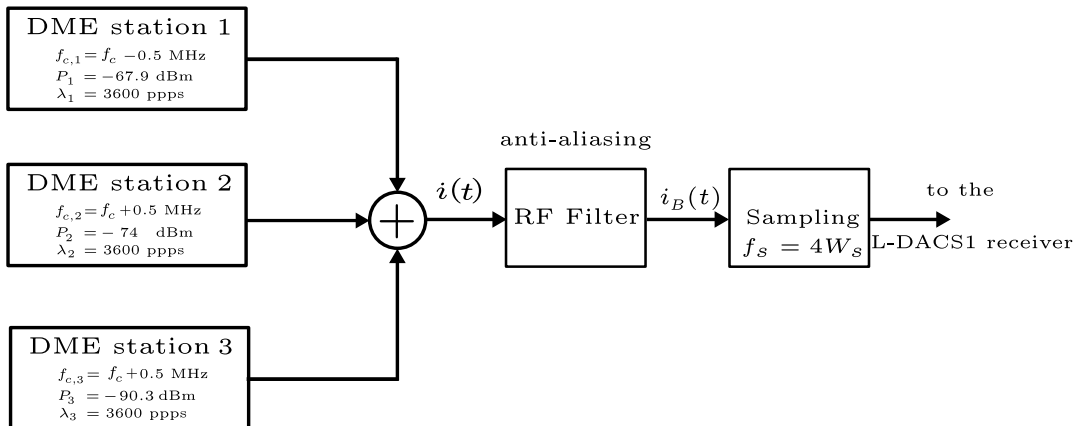 DME station 1
f_{c,1} = f_c −0.5 MHz
P_1 = −67.9 dBm
λ_1 = 3600 ppps
DME station 2
f_{c,2} = f_c +0.5 MHz
P_2 = − 74 dBm
λ_2 = 3600 ppps
DME station 3
f_{c,3} = f_c +0.5 MHz
P_3 = −90.3 dBm
λ_3 = 3600 ppps
+
i(t)
anti-aliasing
RF Filter
i_B(t)
Sampling
f_s = 4W_s
to the
L-DACS1 receiver